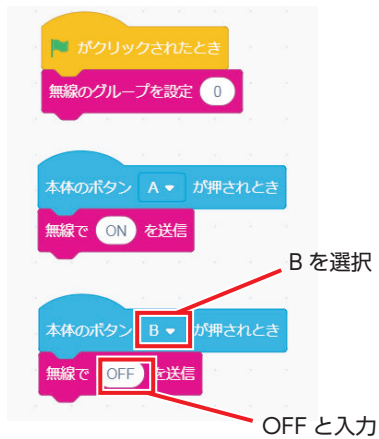 がクリックされたとき
無線のグループを設定 0
本体のボタン A が押されとき
無線で ON を送信
B を選択
本体のボタン B が押されとき
無線で OFF を送信
OFF と入力